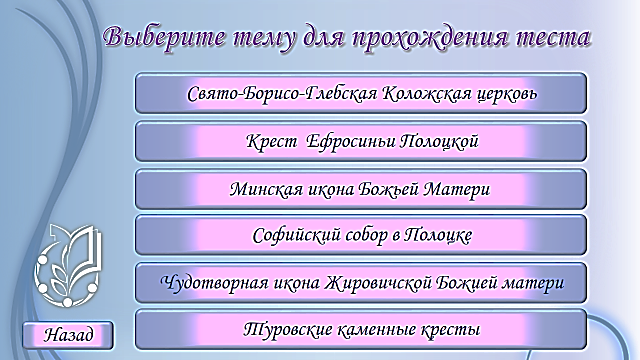 Выберите тему для прохождения теста
Свято-Борисо-Глебская Коложская церковь
Крест Ефросиньи Полоцкой
Минская икона Божьей Матери
Софийский собор в Полоцке
Чудотворная икона Жировичской Божией матери
Туровские каменные кресты
Назад